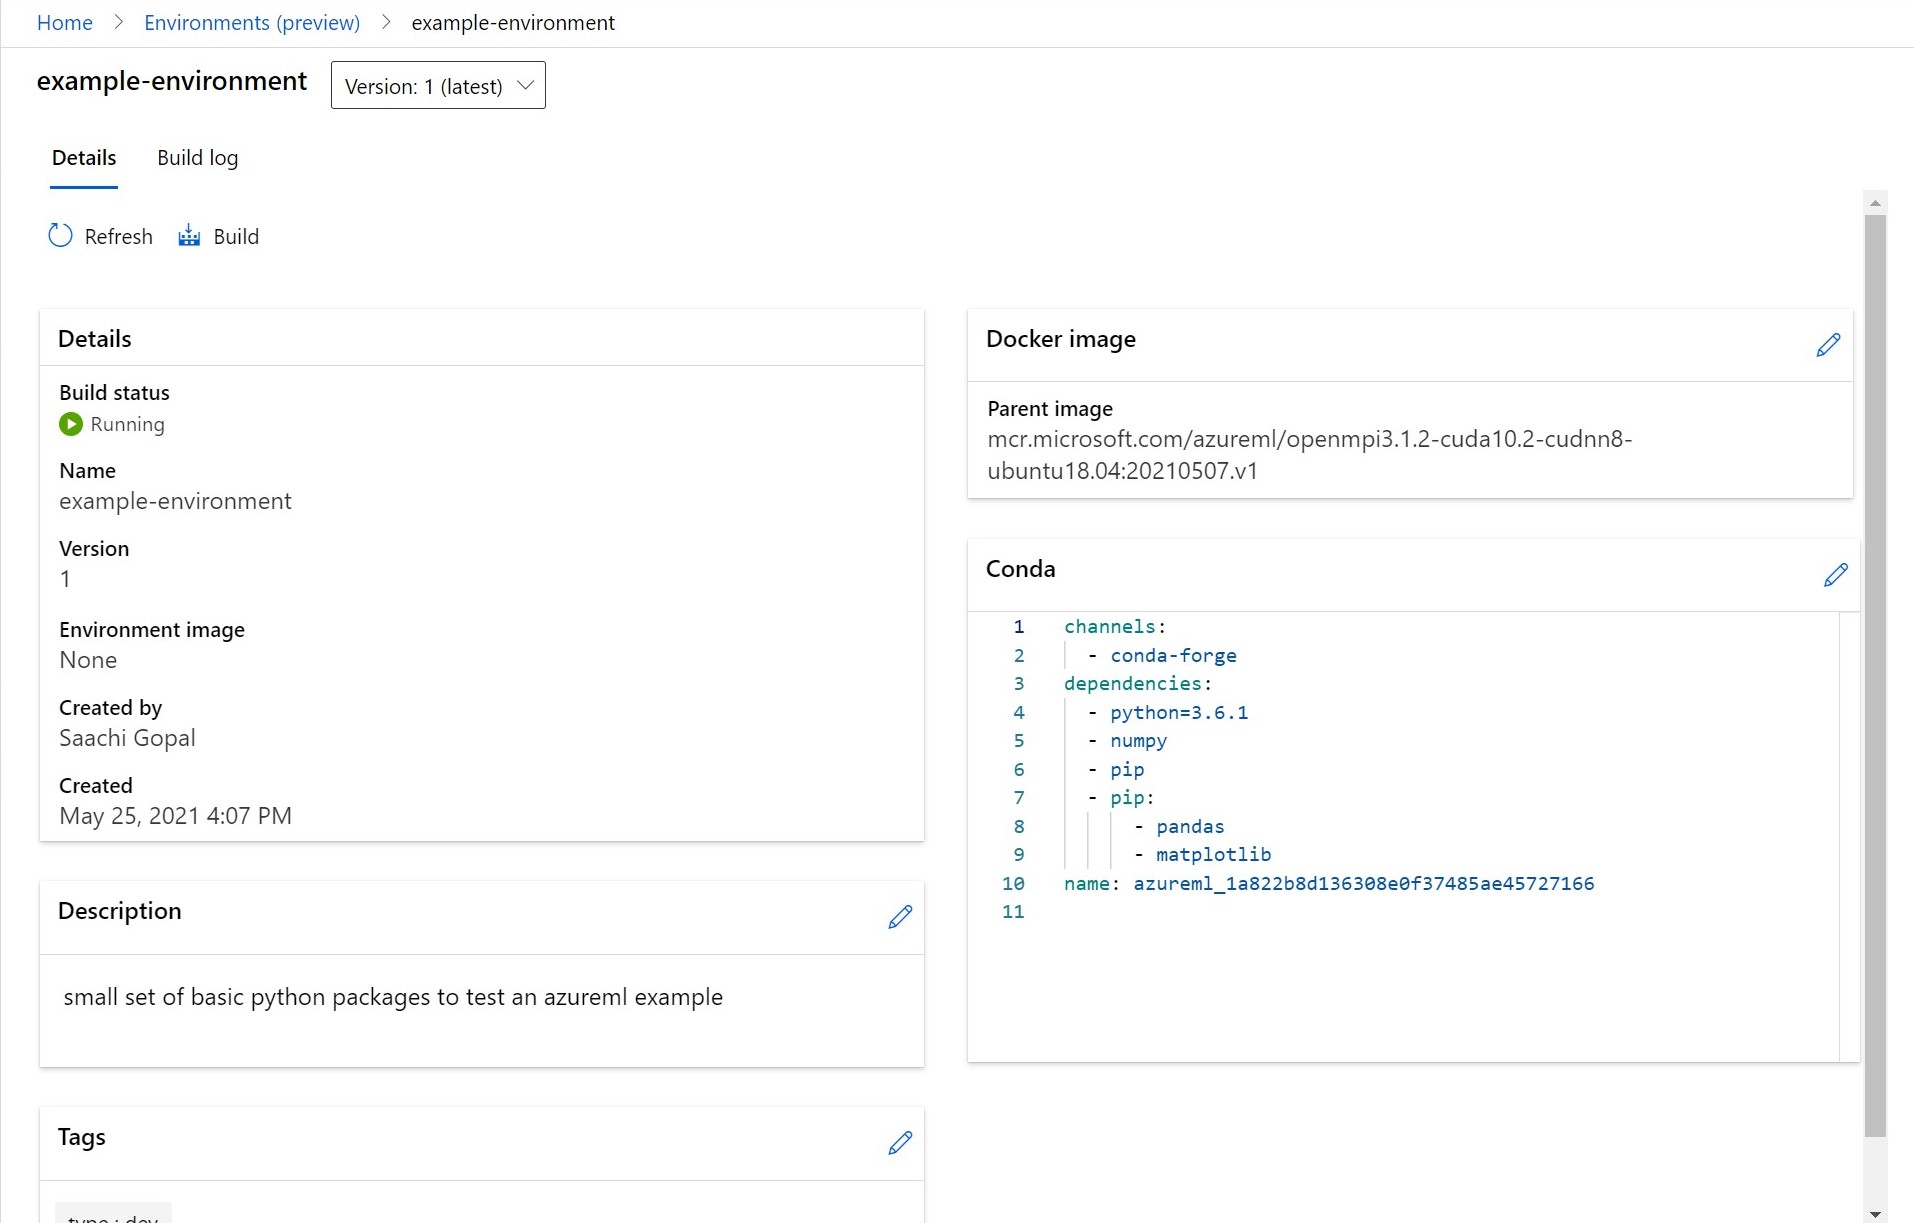 Home > Environments (preview) > example-environment
example-environment
Version: 1 (latest)
Details
Build log
Refresh
Build
Details
Build status
Running
Name
example-environment
Version
1
Environment image
None
Created by
Saachi Gopal
Created
May 25, 2021 4:07 PM
Description
small set of basic python packages to test an azureml example
Tags
type : dev
Docker image
Parent image
mcr.microsoft.com/azureml/openmpi3.1.2-cuda10.2-cudnn8-
ubuntu18.04:20210507.v1
Conda
1 channels:
2 - conda-forge
3 dependencies:
4 - python=3.6.1
5 - numpy
6 - pip
7 - pip:
8 - pandas
9 - matplotlib
10 name: azureml_1a822b8d136308e0f37485ae45727166
11